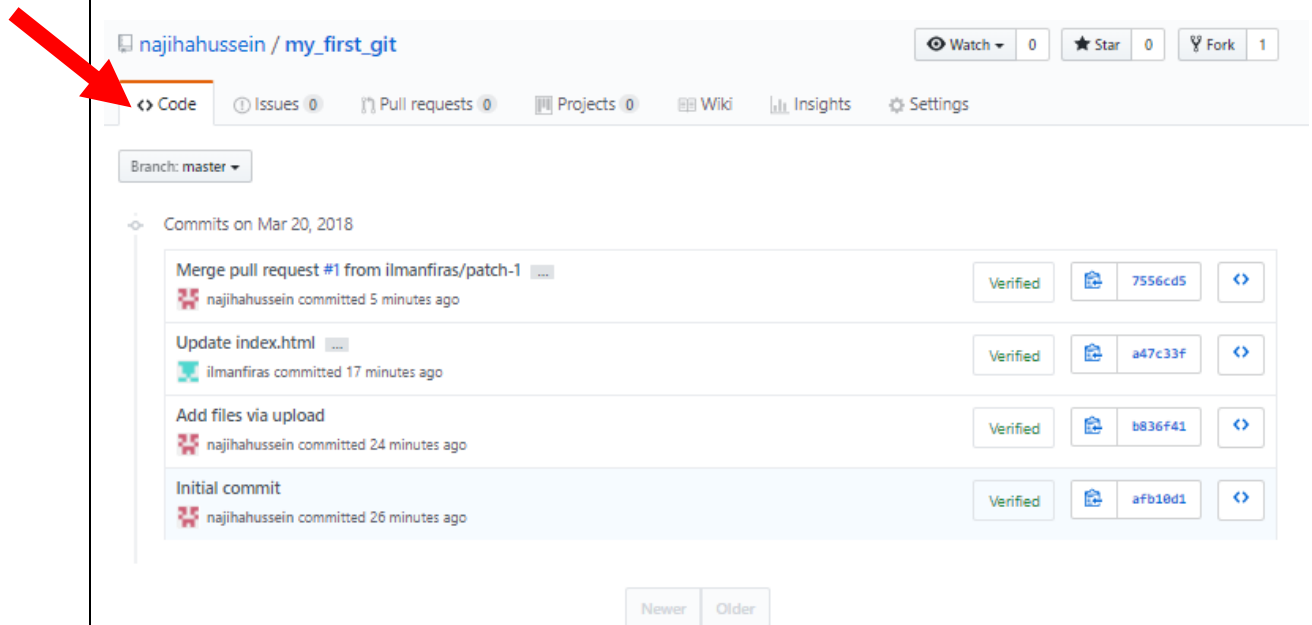 najihahussein / my_first_git
Watch 0 Star 0 Fork 1
Code Issues 0 Pull requests 0 Projects 0 Wiki Insights Settings
Branch: master
Commits on Mar 20, 2018
Merge pull request #1 from ilmanfiras/patch-1 ...
najihahussein committed 5 minutes ago
Verified 7556cd5
Update index.html ...
ilmanfiras committed 17 minutes ago
Verified a47c33f
Add files via upload
najihahussein committed 24 minutes ago
Verified b836f41
Initial commit
najihahussein committed 26 minutes ago
Verified afb10d1
Newer Older